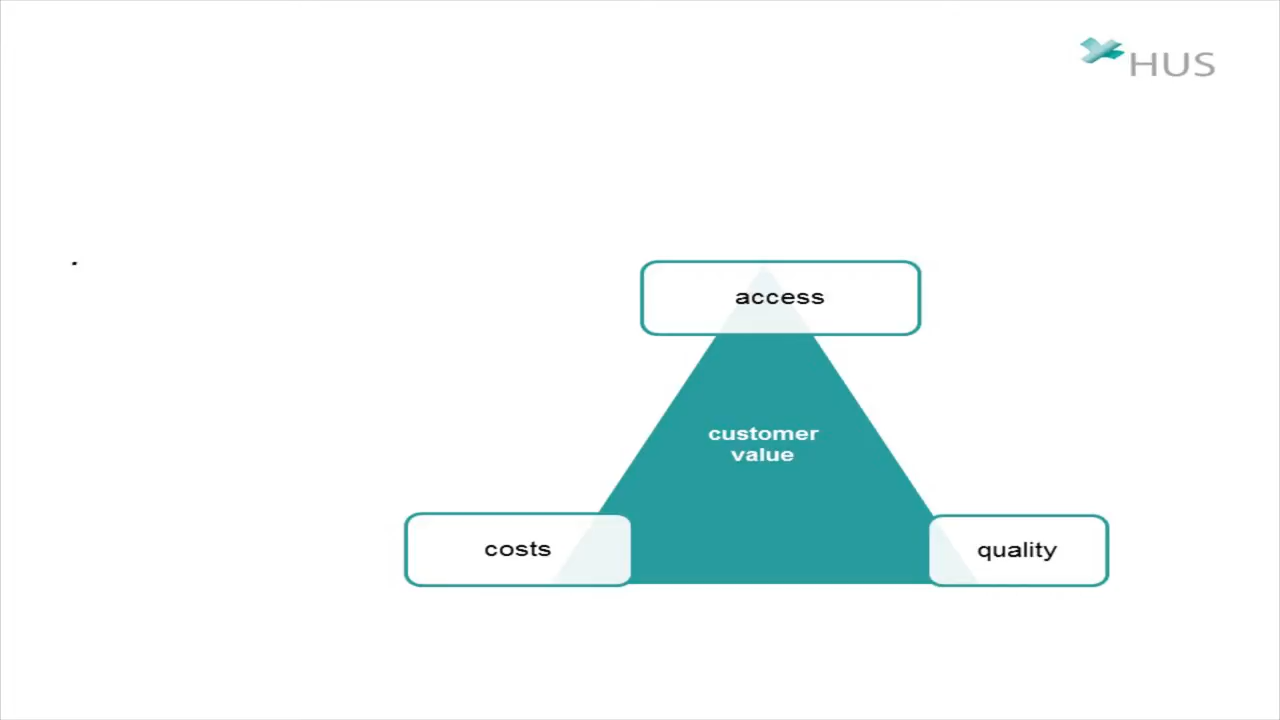 HUS
access
customer
value
costs
quality